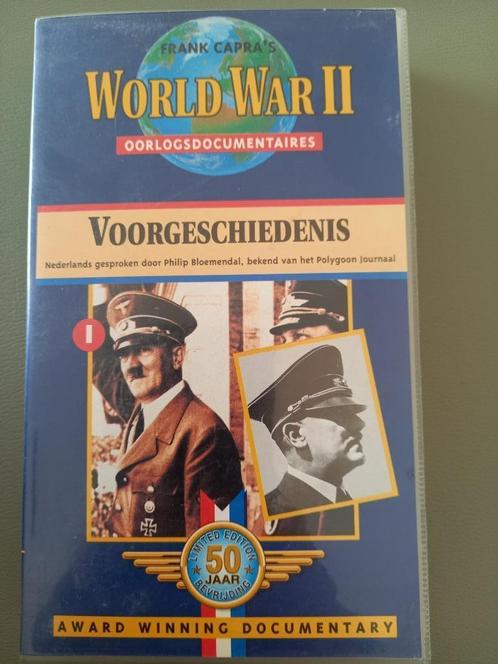 FRANK CAPRA'S
WORLD WAR II
OORLOGSDOCUMENTAIRES
VOORGESCHIEDENIS
Nederlands gesproken door Philip Bloemendal, bekend van het Polygoon Journaal
1
LIMITED EDITION
50
JAAR
BEVRIJDING
AWARD WINNING DOCUMENTARY